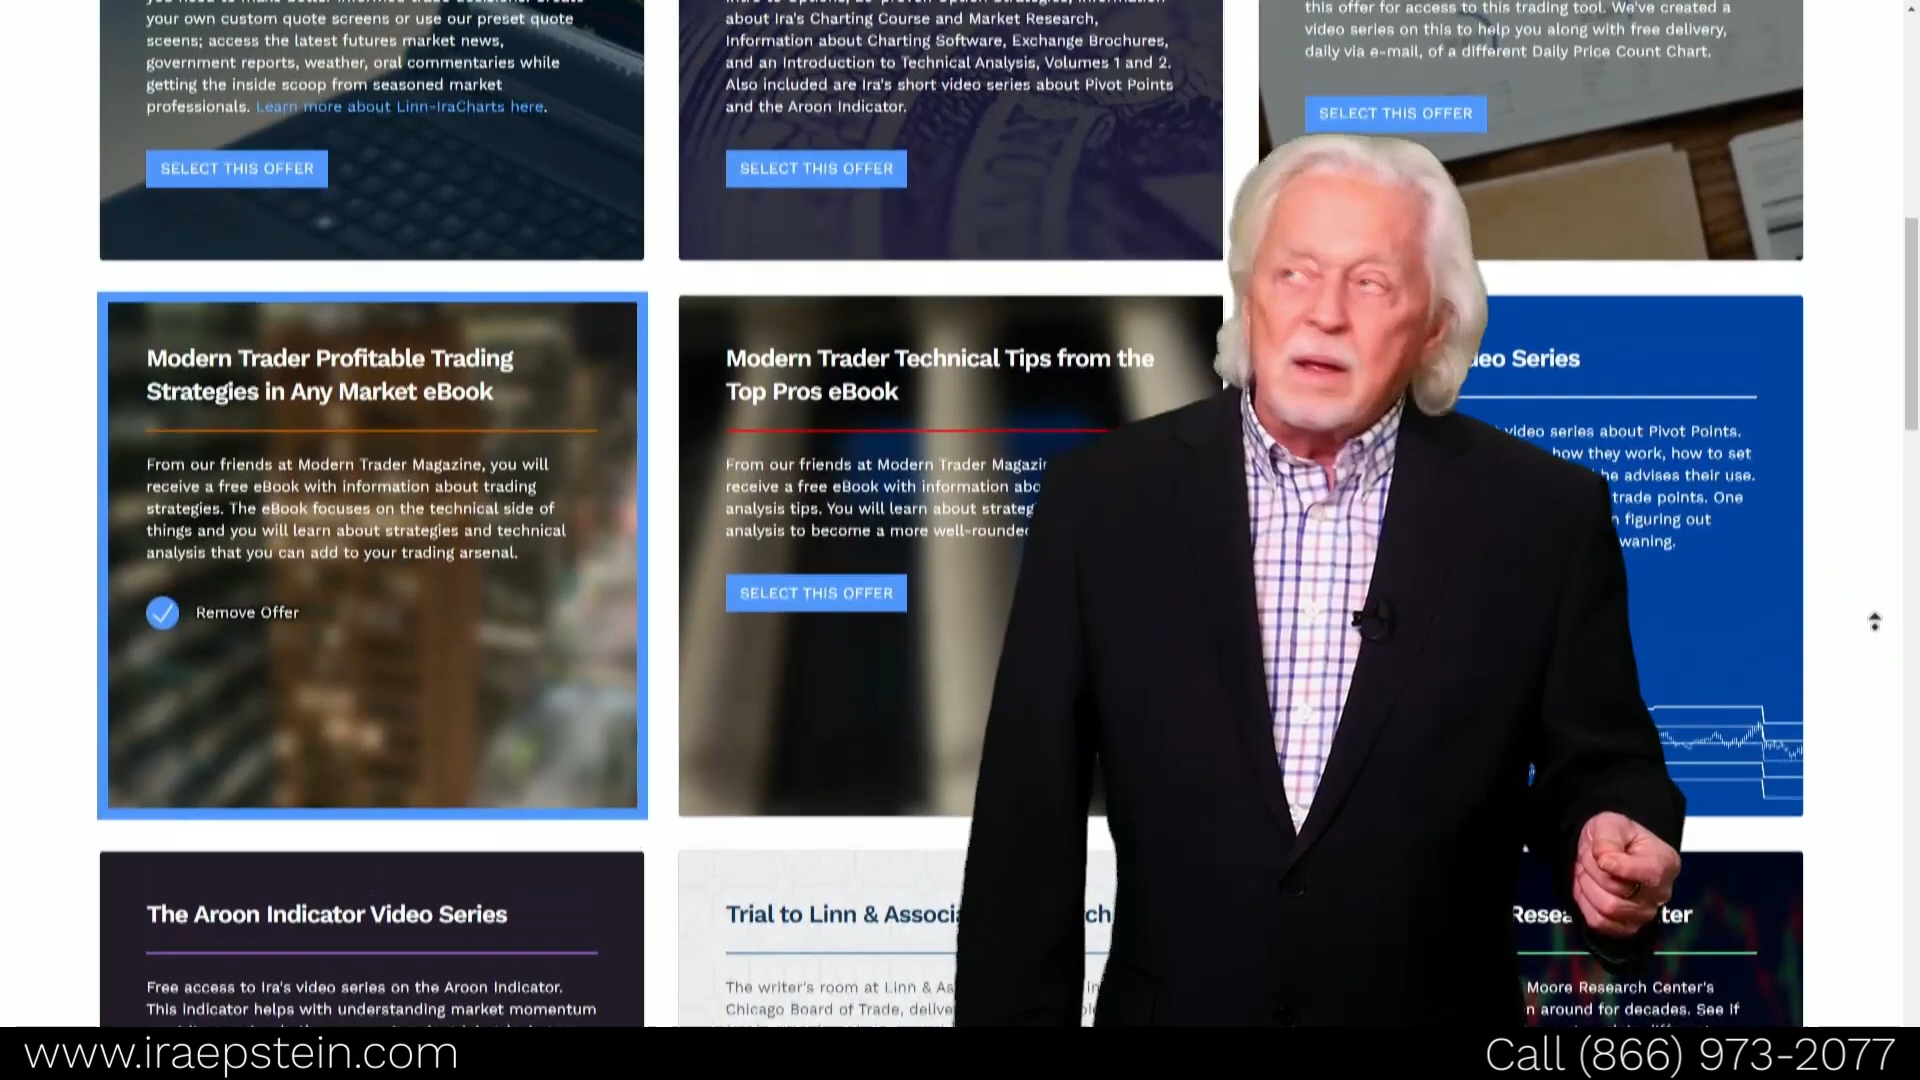 your own custom quote screens or use our preset quote
sceens; access the latest futures market news,
government reports, weather, oral commentaries while
getting the inside scoop from seasoned market
professionals. Learn more about Linn-IraCharts here.
SELECT THIS OFFER
about Ira's Charting Course and Market Research,
Information about Charting Software, Exchange Brochures,
and an Introduction to Technical Analysis, Volumes 1 and 2.
Also included are Ira's short video series about Pivot Points
and the Aroon Indicator.
SELECT THIS OFFER
this offer for access to this trading tool. We've created a
video series on this to help you along with free delivery,
daily via e-mail, of a different Daily Price Count Chart.
SELECT THIS OFFER
Modern Trader Profitable Trading
Strategies in Any Market eBook
From our friends at Modern Trader Magazine, you will
receive a free eBook with information about trading
strategies. The eBook focuses on the technical side of
things and you will learn about strategies and technical
analysis that you can add to your trading arsenal.
Remove Offer
Modern Trader Technical Tips from the
Top Pros eBook
From our friends at Modern Trader
receive a free eBook with information
analysis tips. You will learn about
analysis to become a more
SELECT THIS OFFER
Series
video series about Pivot Points.
how they work, how to set
he advises their use.
trade points. One
figuring out
waning.
The Aroon Indicator Video Series
Free access to Ira's video series on the Aroon Indicator.
This indicator helps with understanding market momentum
Trial to Linn &
The writer's room at Linn &
Chicago Board of Trade,
Moore Research Center's
around for decades. See if
www.iraepstein.com
Call (866) 973-2077